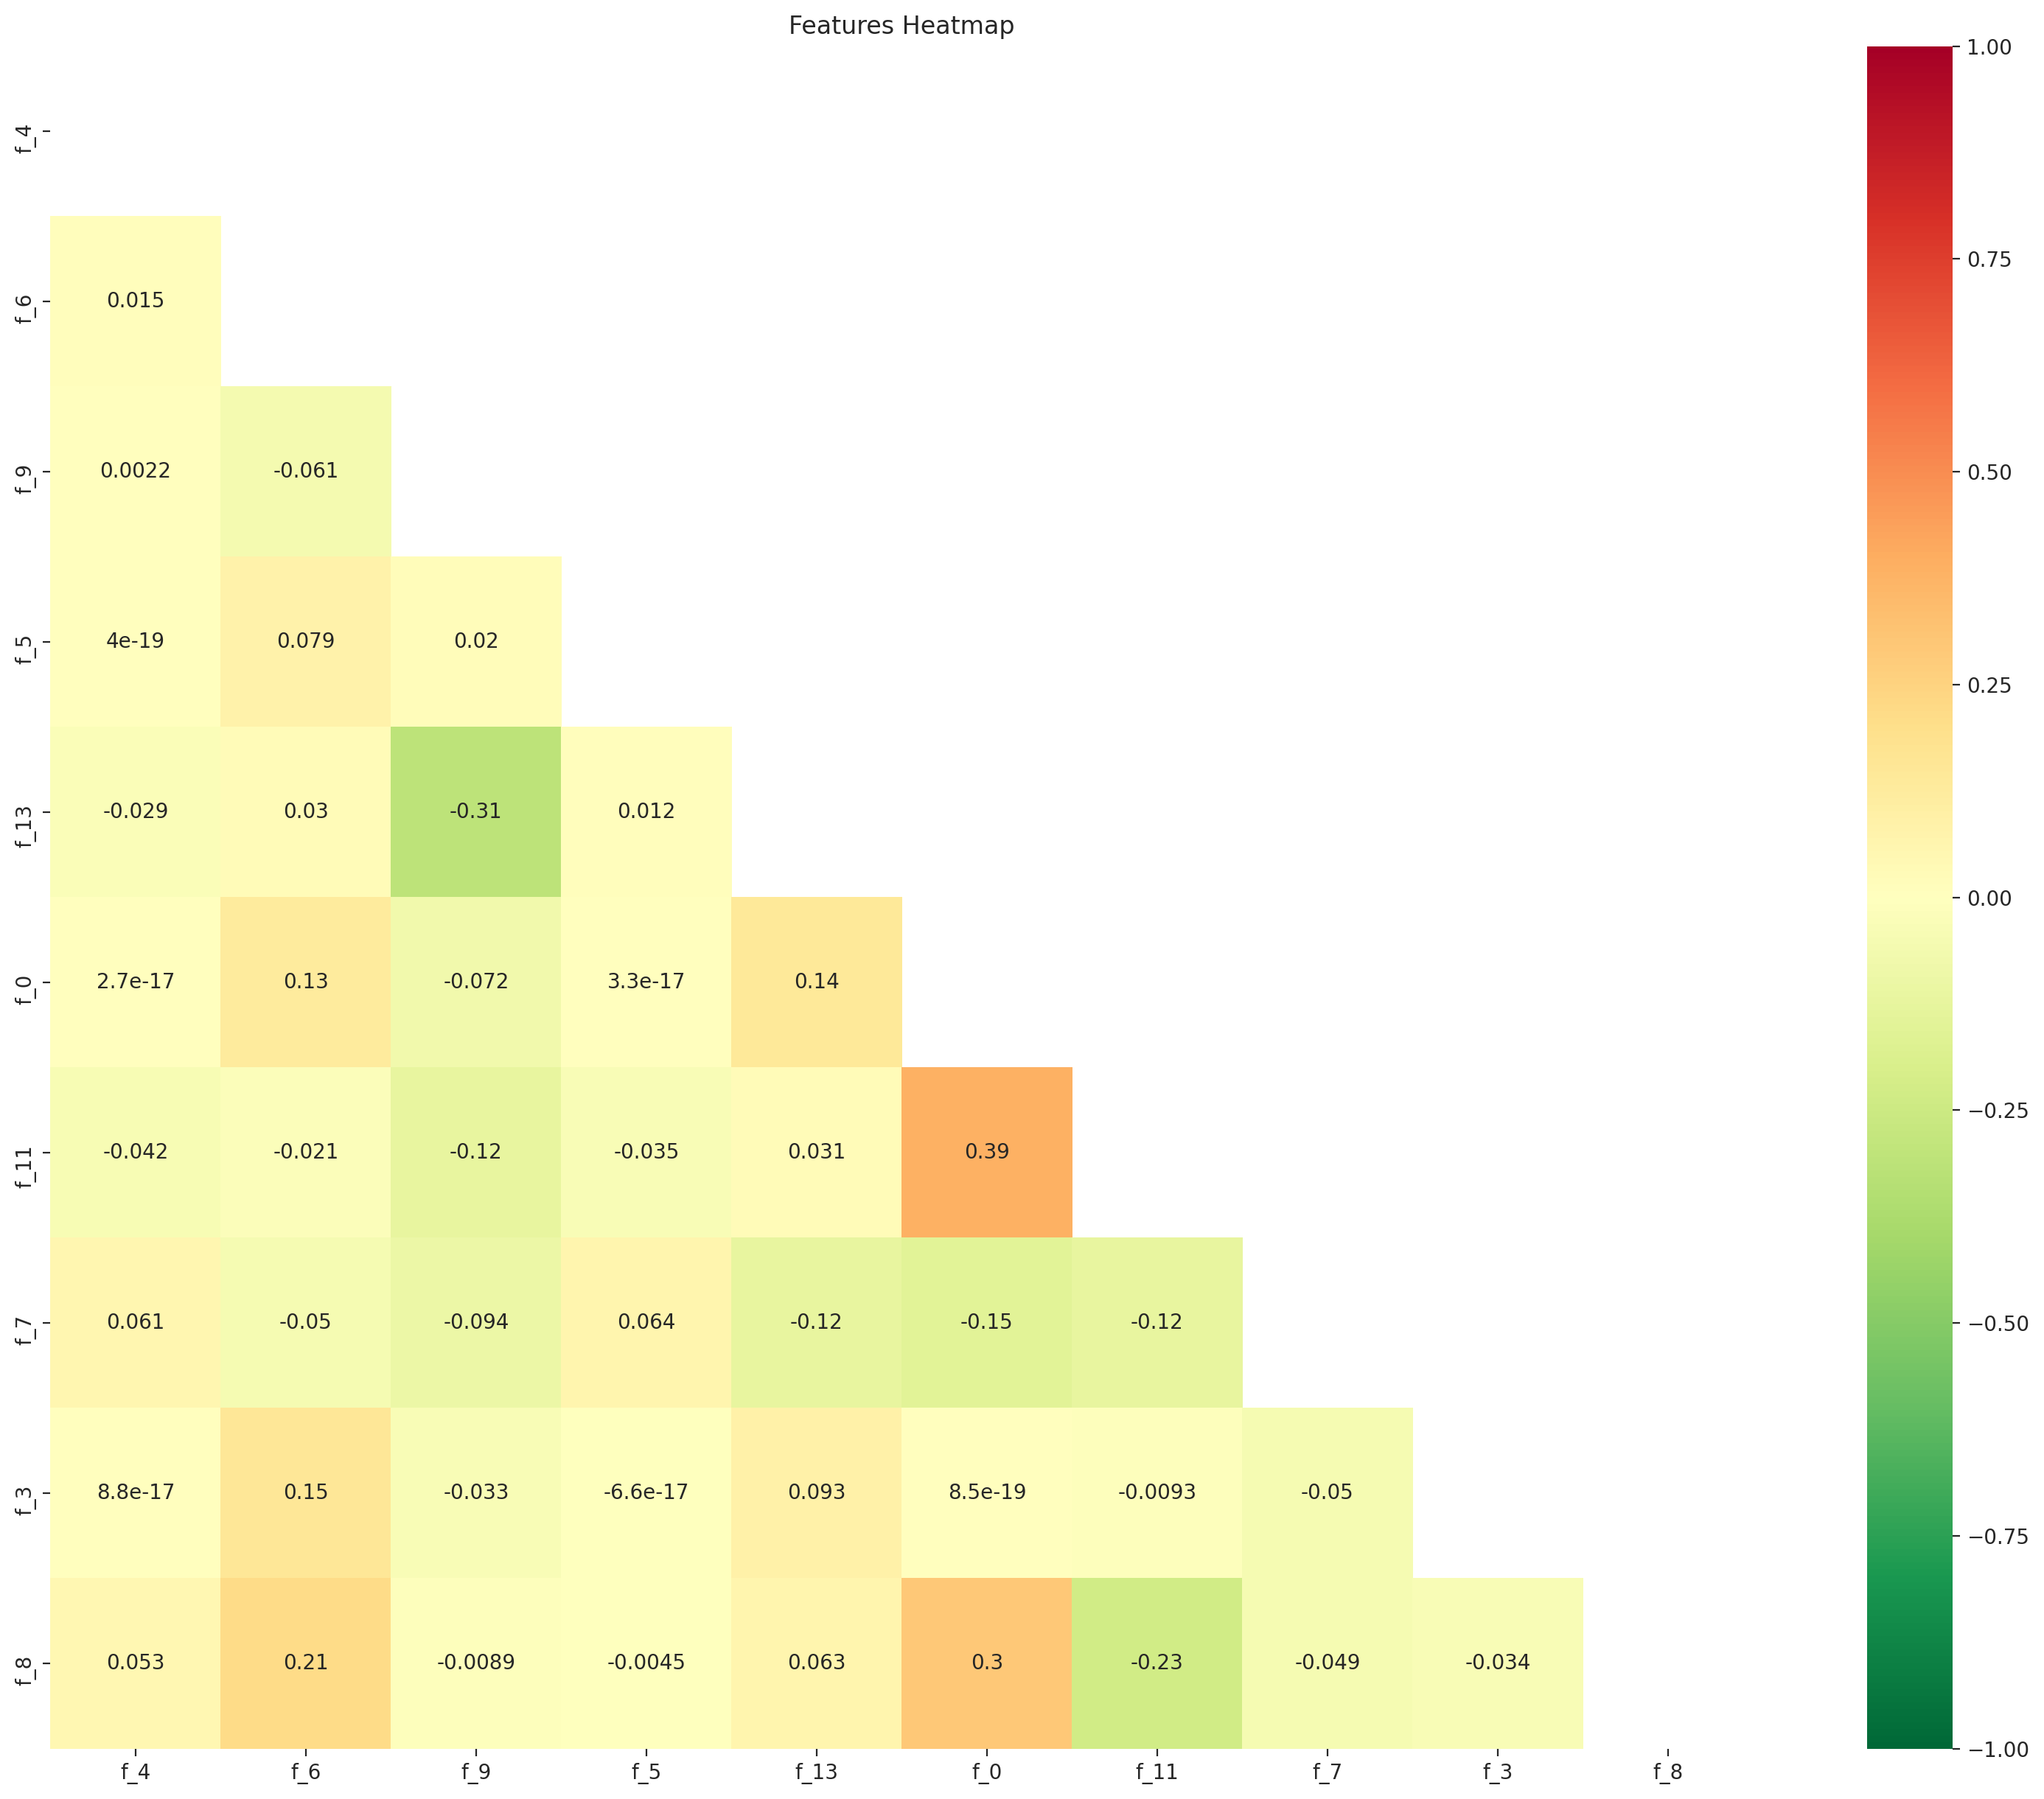 Features Heatmap
f_4
f_6 0.015
f_9 0.0022 -0.061
f_5 4e-19 0.079 0.02
f_13 -0.029 0.03 -0.31 0.012
f_0 2.7e-17 0.13 -0.072 3.3e-17 0.14
f_11 -0.042 -0.021 -0.12 -0.035 0.031 0.39
f_7 0.061 -0.05 -0.094 0.064 -0.12 -0.15 -0.12
f_3 8.8e-17 0.15 -0.033 -6.6e-17 0.093 8.5e-19 -0.0093 -0.05
f_8 0.053 0.21 -0.0089 -0.0045 0.063 0.3 -0.23 -0.049 -0.034
f_4 f_6 f_9 f_5 f_13 f_0 f_11 f_7 f_3 f_8
1.00
0.75
0.50
0.25
0.00
−0.25
−0.50
−0.75
−1.00